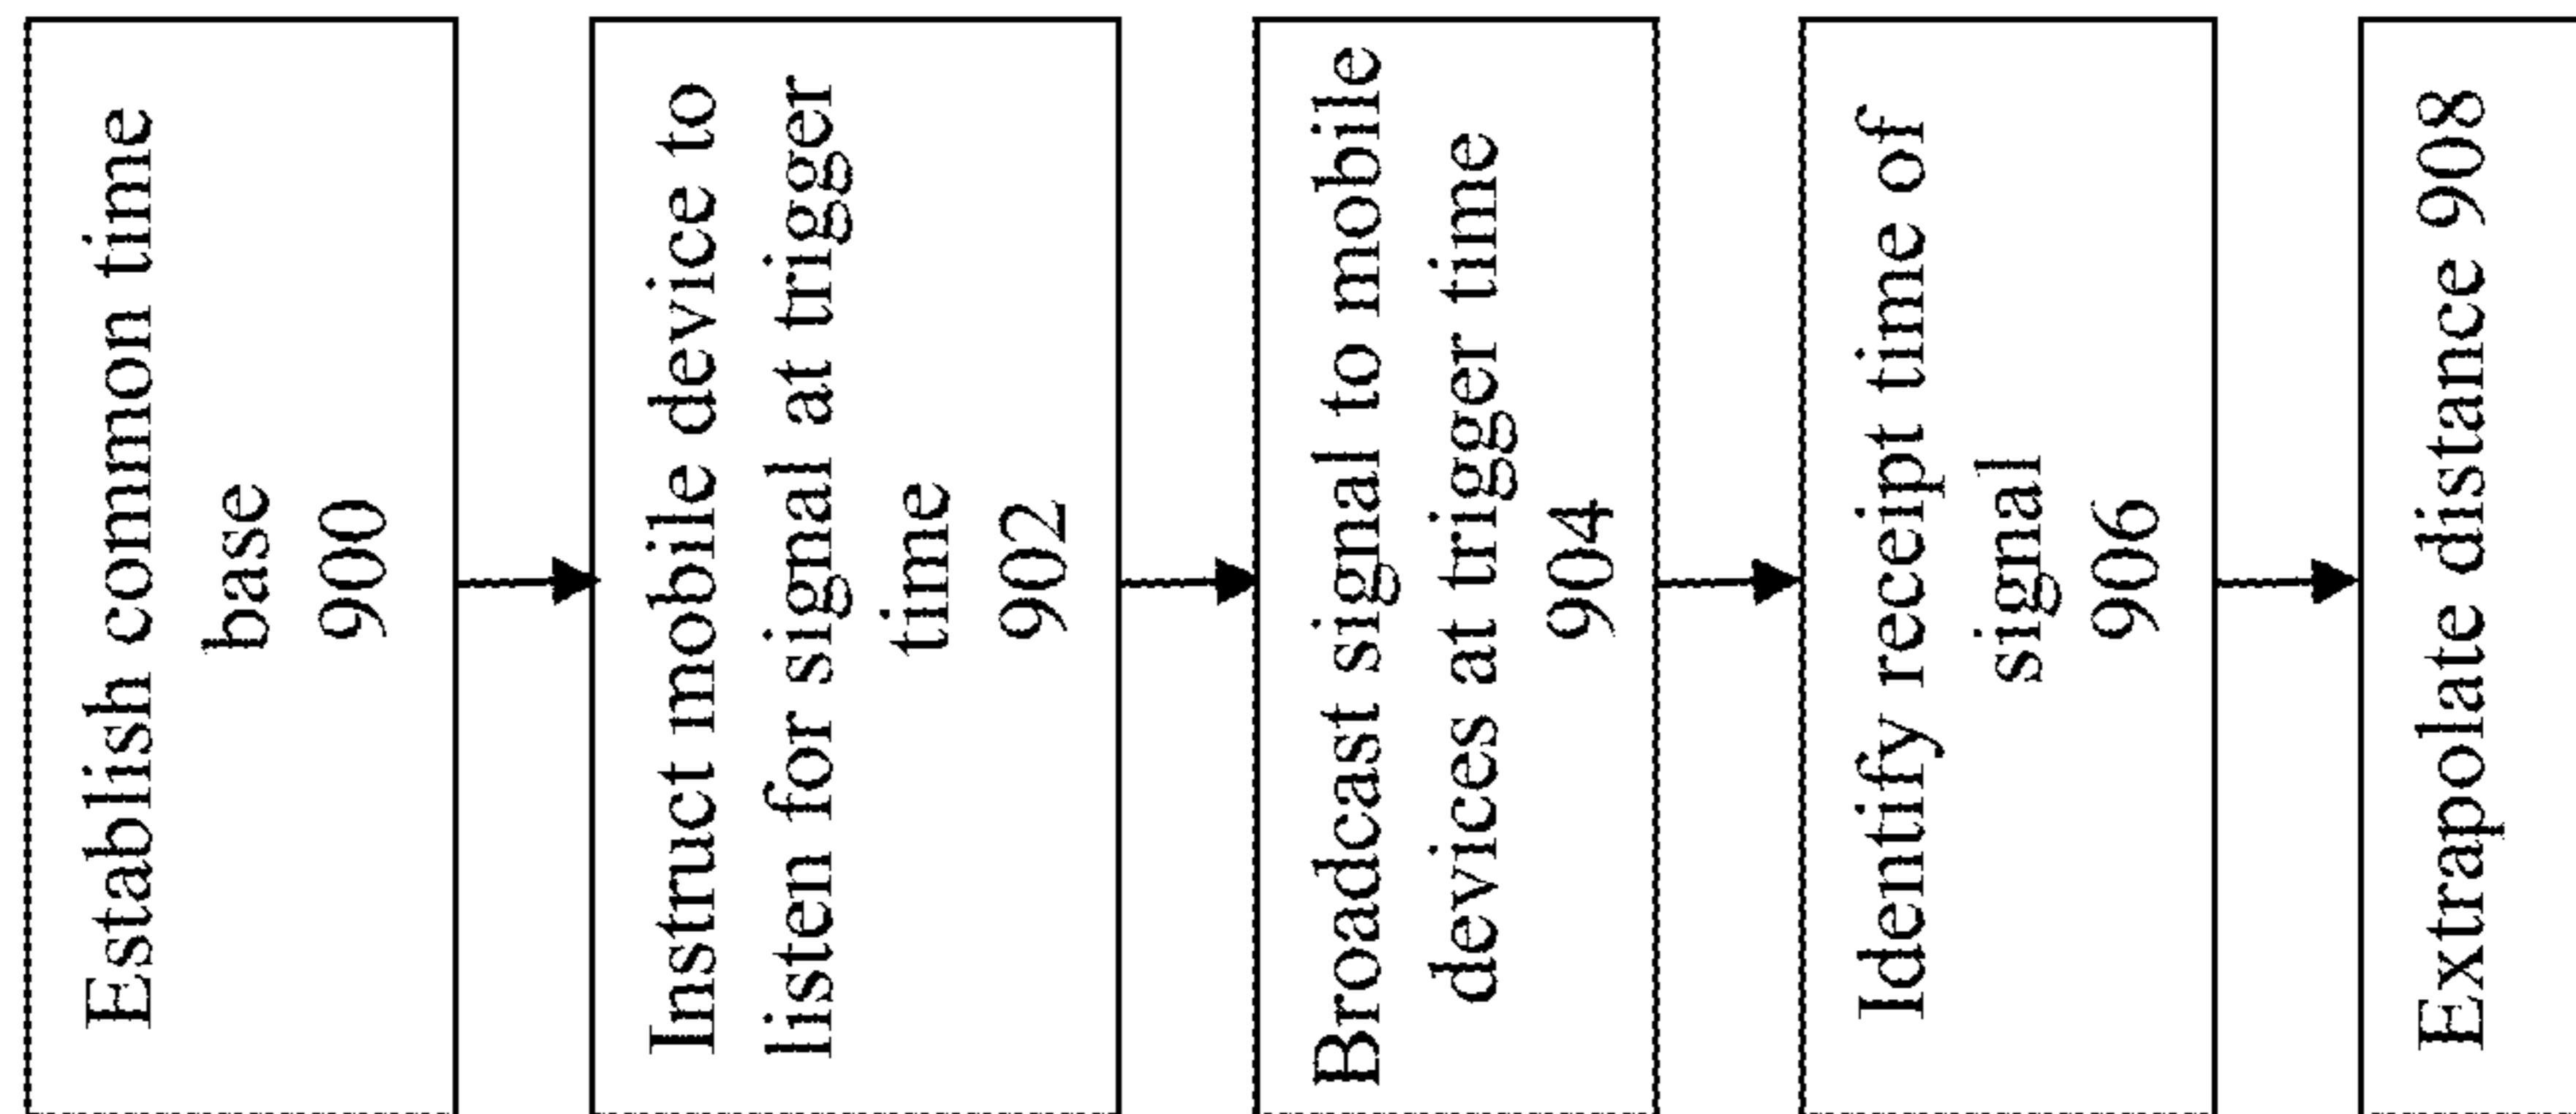 Establish common time
base
900
Instruct mobile device to
listen for signal at trigger
time
902
Broadcast signal to mobile
devices at trigger time
904
Identify receipt time of
signal
906
Extrapolate distance 908